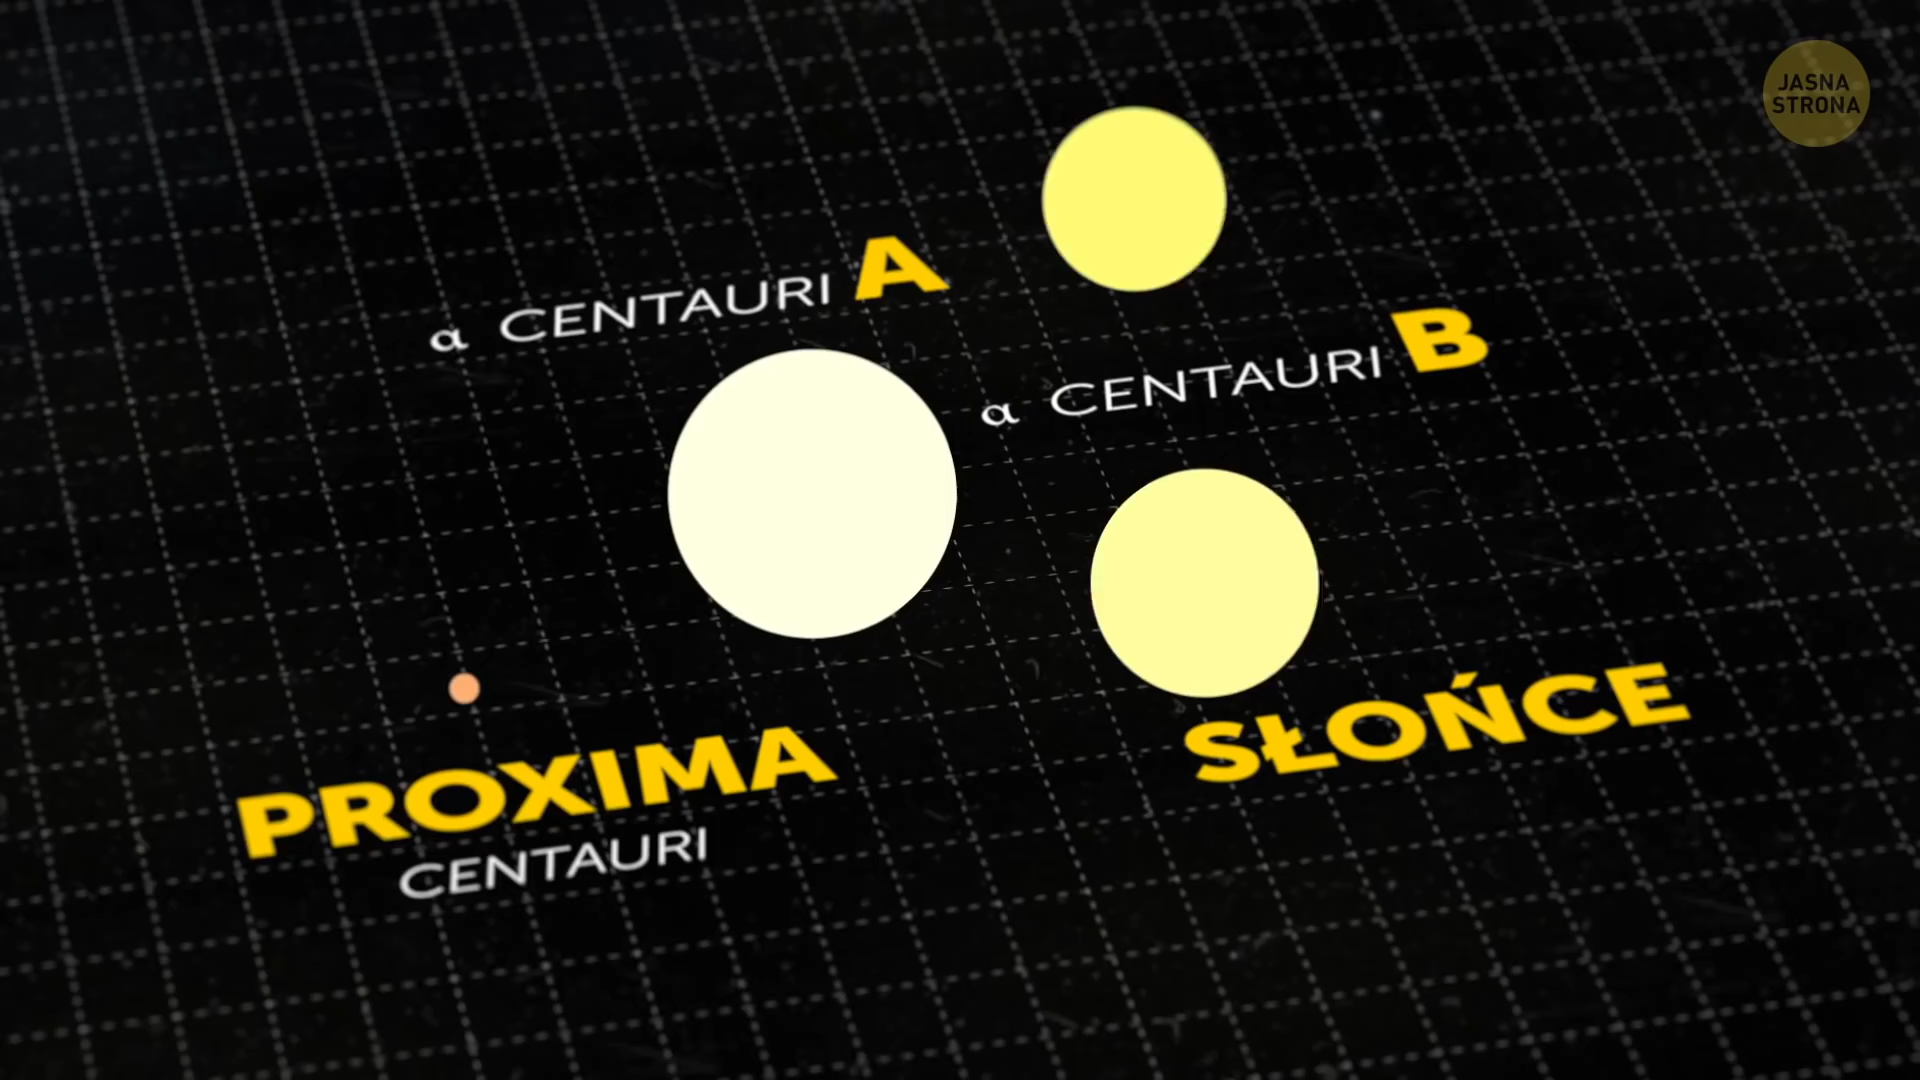 JASNA
STRONA
α CENTAURI A
α CENTAURI B
SŁOŃCE
PROXIMA
CENTAURI